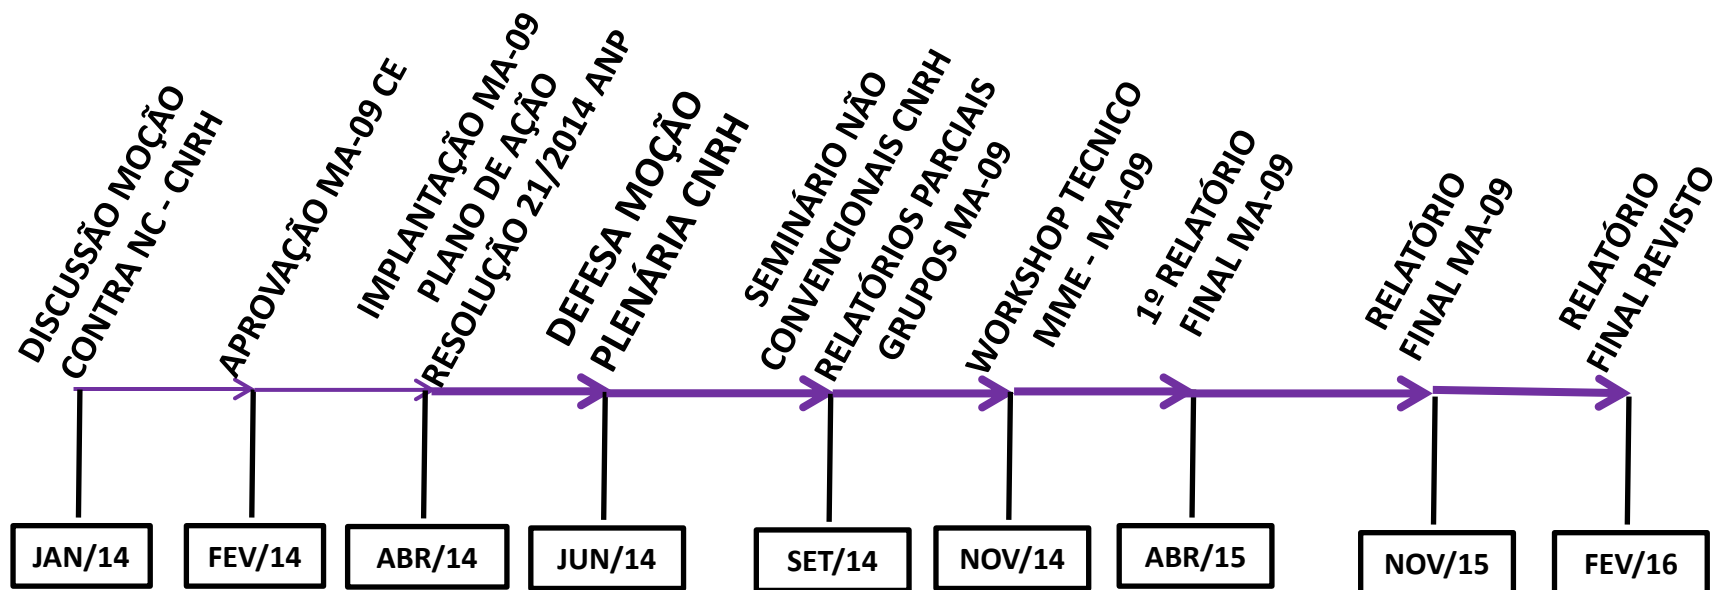 DISCUSSÃO MOÇÃO
CONTRA NC - CNRH
APROVAÇÃO MA-09 CE
IMPLANTAÇÃO MA-09
PLANO DE AÇÃO
RESOLUÇÃO 21/2014 ANP
DEFESA MOÇÃO
PLENÁRIA CNRH
SEMINÁRIO NÃO
CONVENCIONAIS CNRH
RELATÓRIOS PARCIAIS
GRUPOS MA-09
WORKSHOP TECNICO
MME - MA-09
1º RELATÓRIO
FINAL MA-09
RELATÓRIO
FINAL MA-09
RELATÓRIO
FINAL REVISTO
JAN/14
FEV/14
ABR/14
JUN/14
SET/14
NOV/14
ABR/15
NOV/15
FEV/16